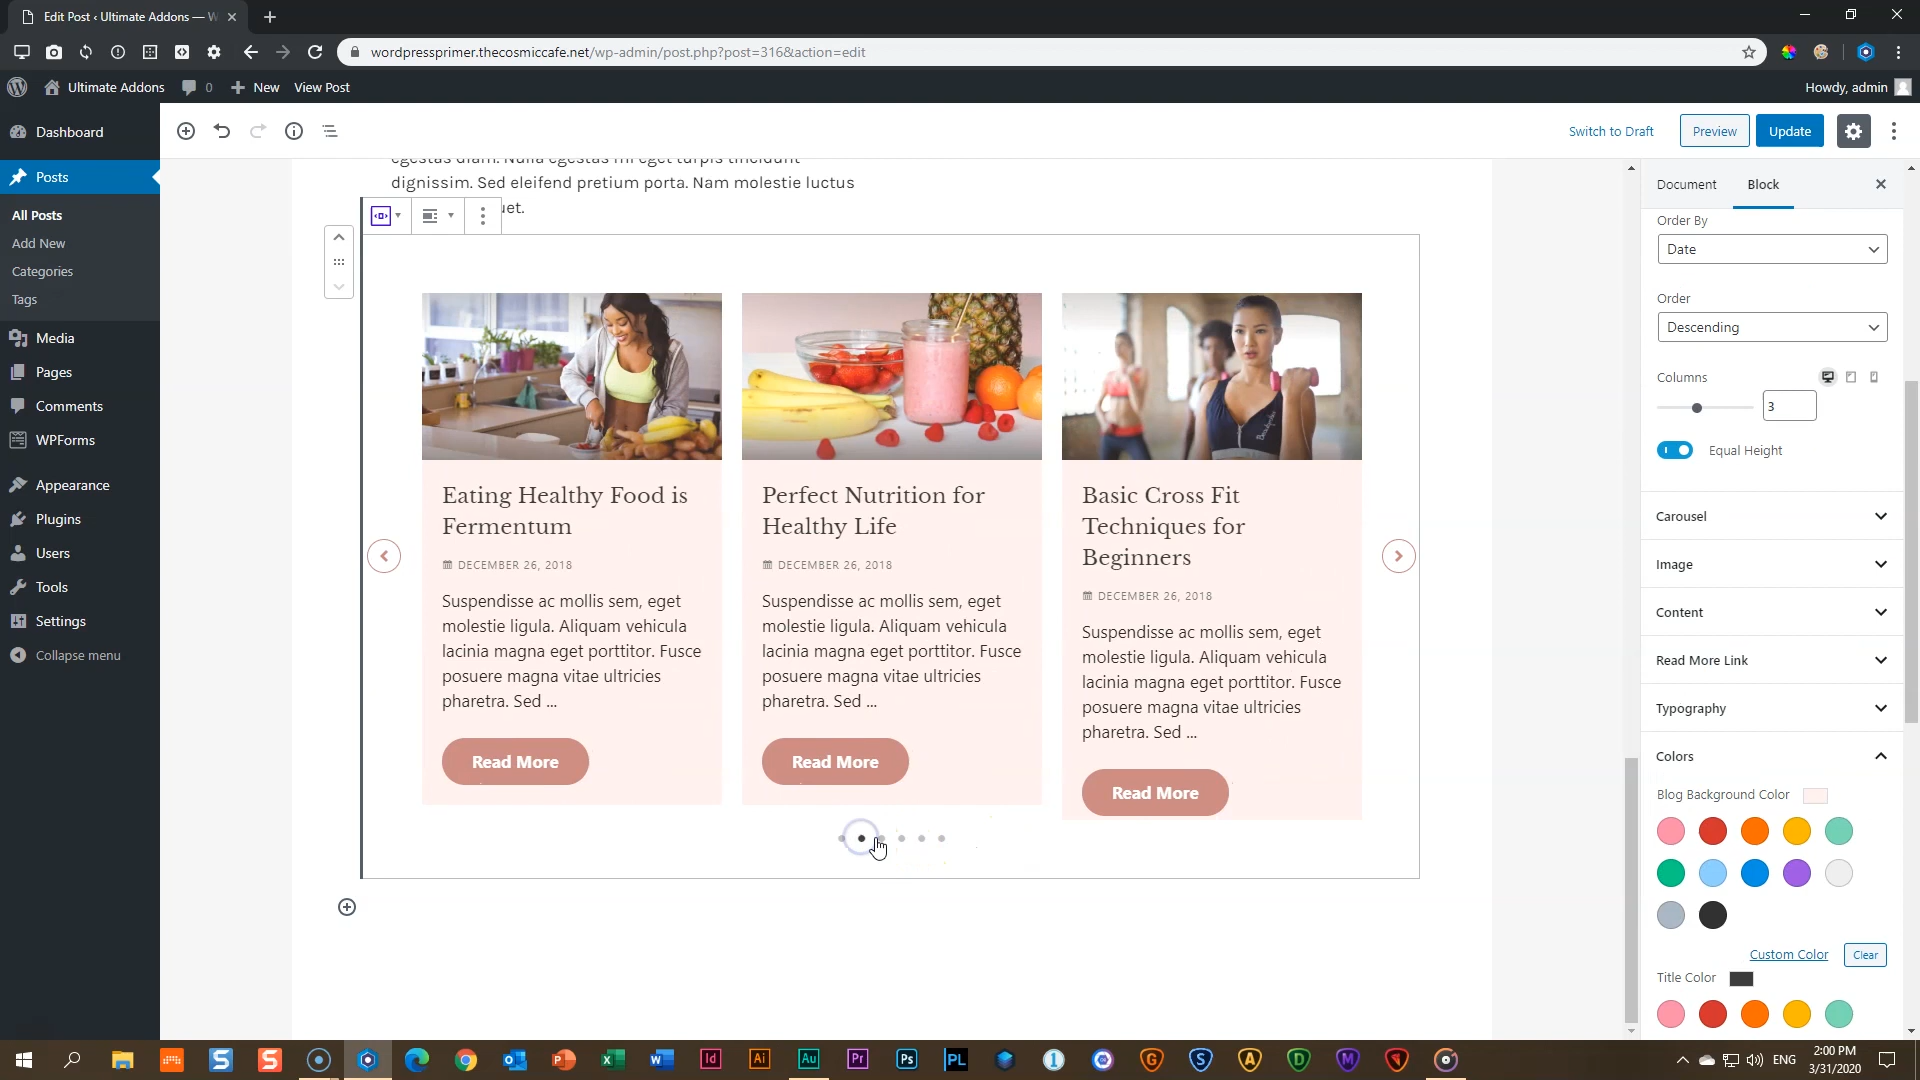 Edit Post ‹ Ultimate Addons — W
wordpressprimer.thecosmiccafe.net/wp-admin/post.php?post=316&action=edit
Ultimate Addons
0
New
View Post
Howdy, admin
Dashboard
Posts
All Posts
Add New
Categories
Tags
Media
Pages
Comments
WPForms
Appearance
Plugins
Users
Tools
Settings
Collapse menu
Switch to Draft
Preview
Update
egestas diam. Nulla egestas mi eget turpis tincidunt
dignissim. Sed eleifend pretium porta. Nam molestie luctus
uet.
Eating Healthy Food is
Fermentum
DECEMBER 26, 2018
Suspendisse ac mollis sem, eget
molestie ligula. Aliquam vehicula
lacinia magna eget porttitor. Fusce
posuere magna vitae ultricies
pharetra. Sed ...
Read More
Perfect Nutrition for
Healthy Life
DECEMBER 26, 2018
Suspendisse ac mollis sem, eget
molestie ligula. Aliquam vehicula
lacinia magna eget porttitor. Fusce
posuere magna vitae ultricies
pharetra. Sed ...
Read More
Basic Cross Fit
Techniques for
Beginners
DECEMBER 26, 2018
Suspendisse ac mollis sem, eget
molestie ligula. Aliquam vehicula
lacinia magna eget porttitor. Fusce
posuere magna vitae ultricies
pharetra. Sed ...
Read More
Document
Block
Order By
Date
Order
Descending
Columns
3
Equal Height
Carousel
Image
Content
Read More Link
Typography
Colors
Blog Background Color
Custom Color
Clear
Title Color
ENG
2:00 PM
3/31/2020